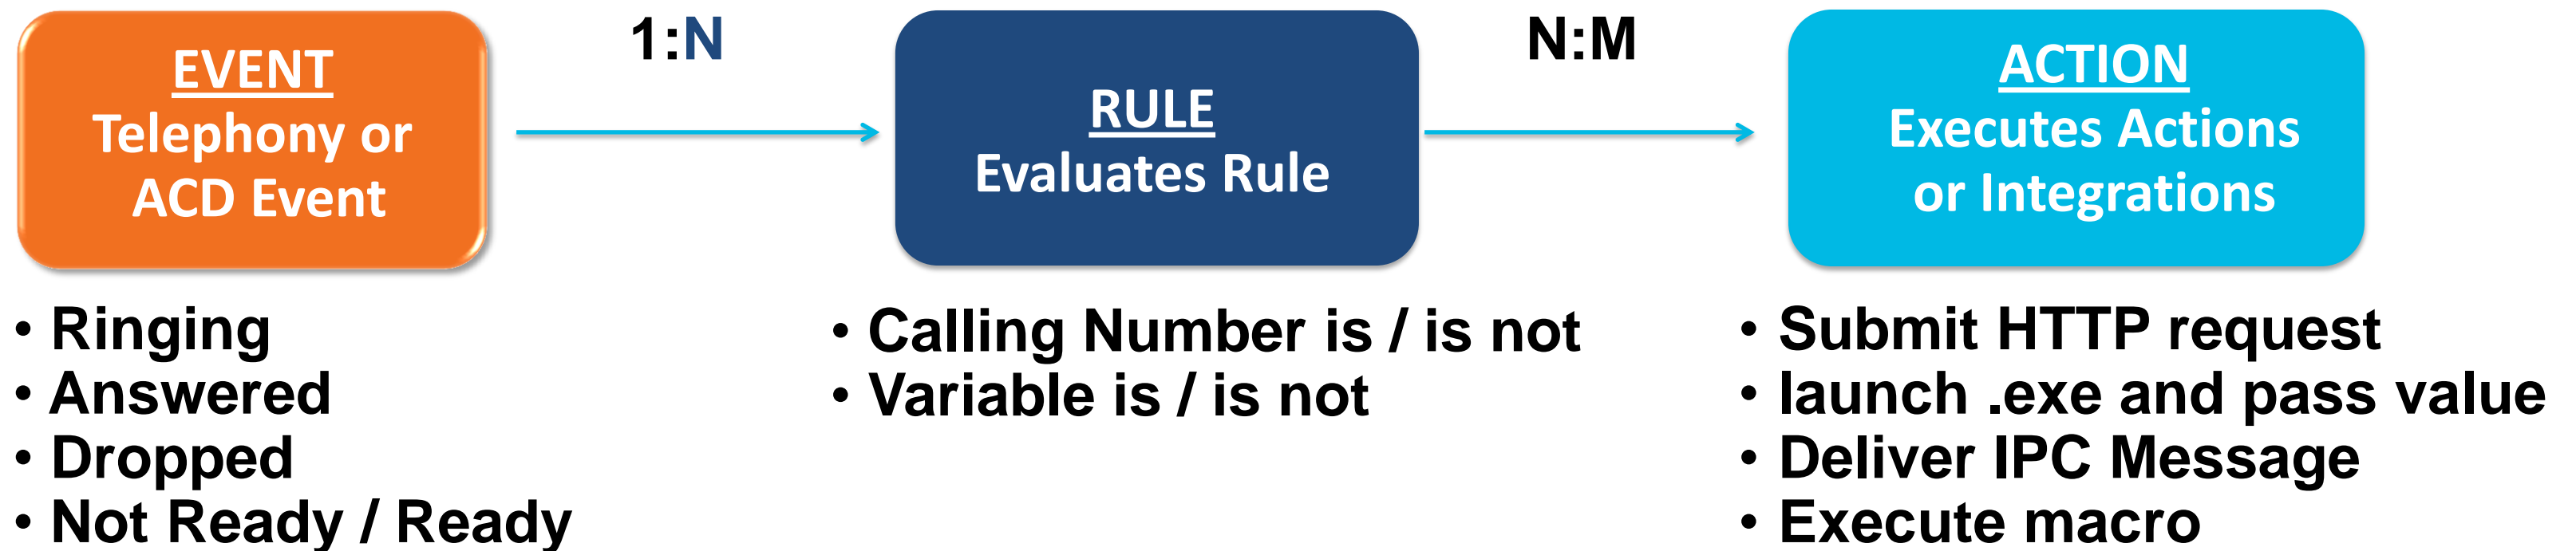 EVENT
Telephony or
ACD Event
1:N
RULE
Evaluates Rule
N:M
ACTION
Executes Actions
or Integrations
• Ringing
• Answered
• Dropped
• Not Ready / Ready
• Calling Number is / is not
• Variable is / is not
• Submit HTTP request
• launch .exe and pass value
• Deliver IPC Message
• Execute macro